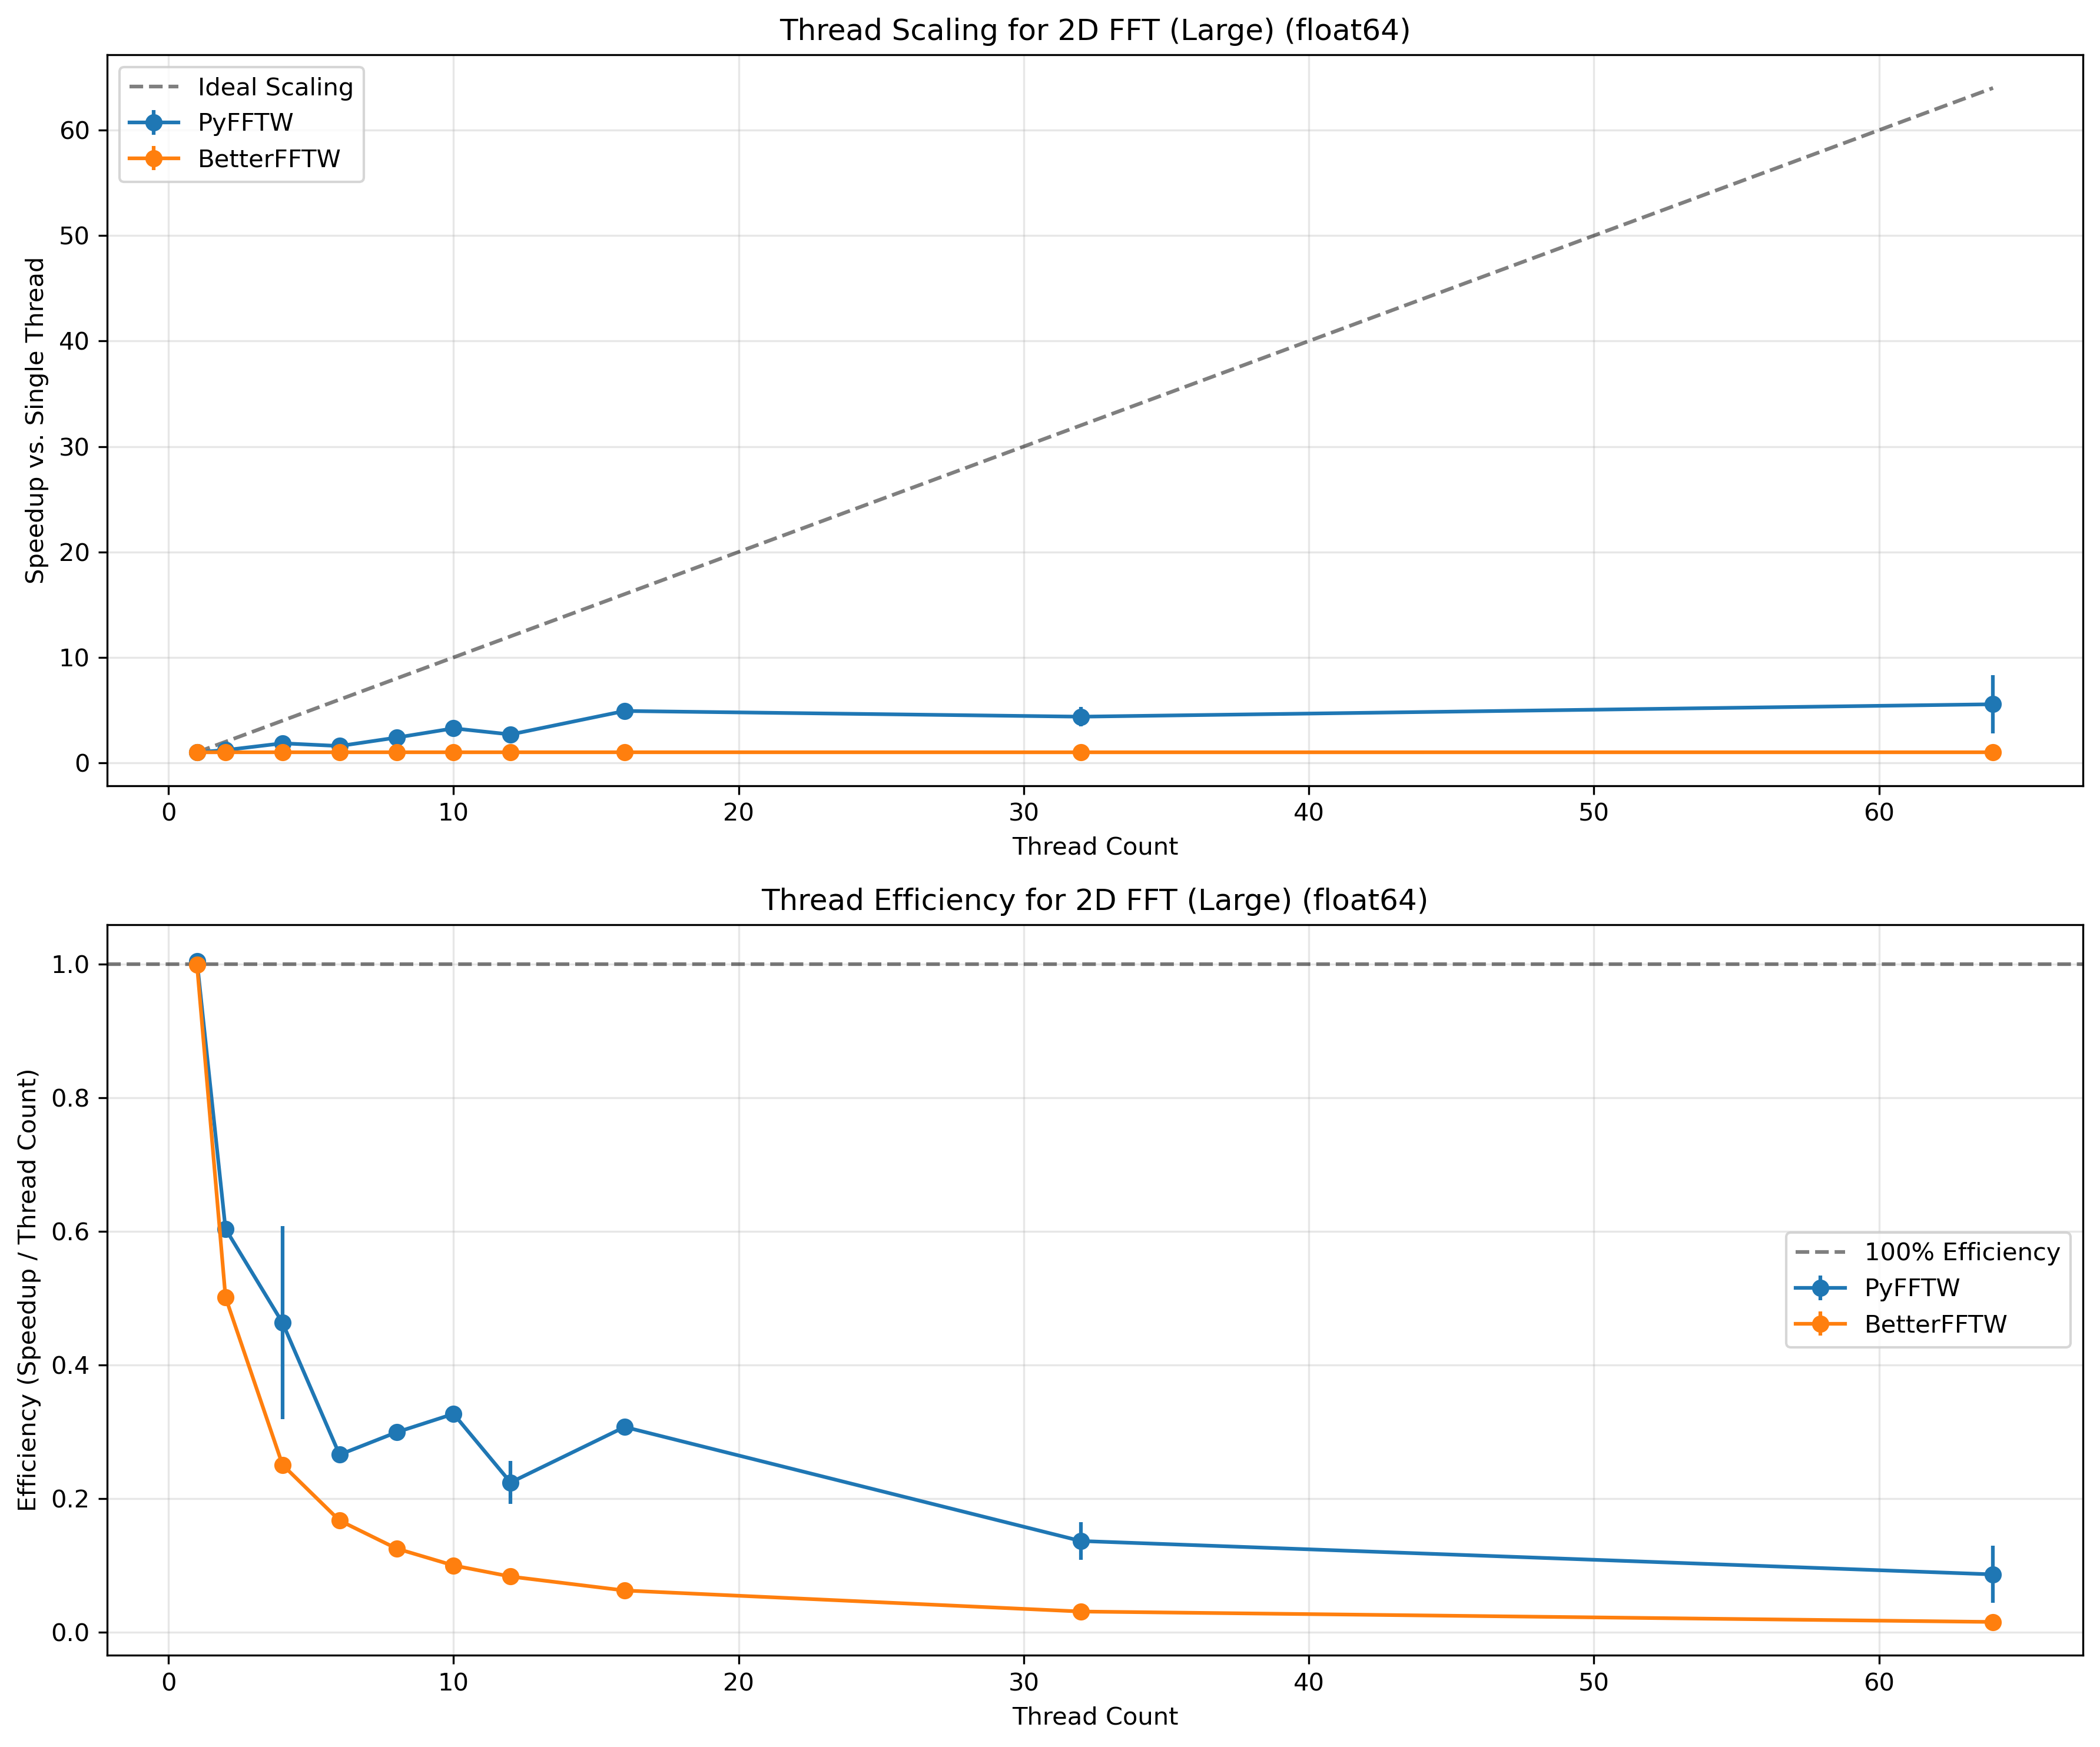 Thread Scaling for 2D FFT (Large) (float64)
Ideal Scaling
PyFFTW
BetterFFTW
Speedup vs. Single Thread
60
50
40
30
20
10
0
0 10 20 30 40 50 60
Thread Count
Thread Efficiency for 2D FFT (Large) (float64)
Efficiency (Speedup / Thread Count)
1.0
0.8
0.6
0.4
0.2
0.0
100% Efficiency
PyFFTW
BetterFFTW
0 10 20 30 40 50 60
Thread Count